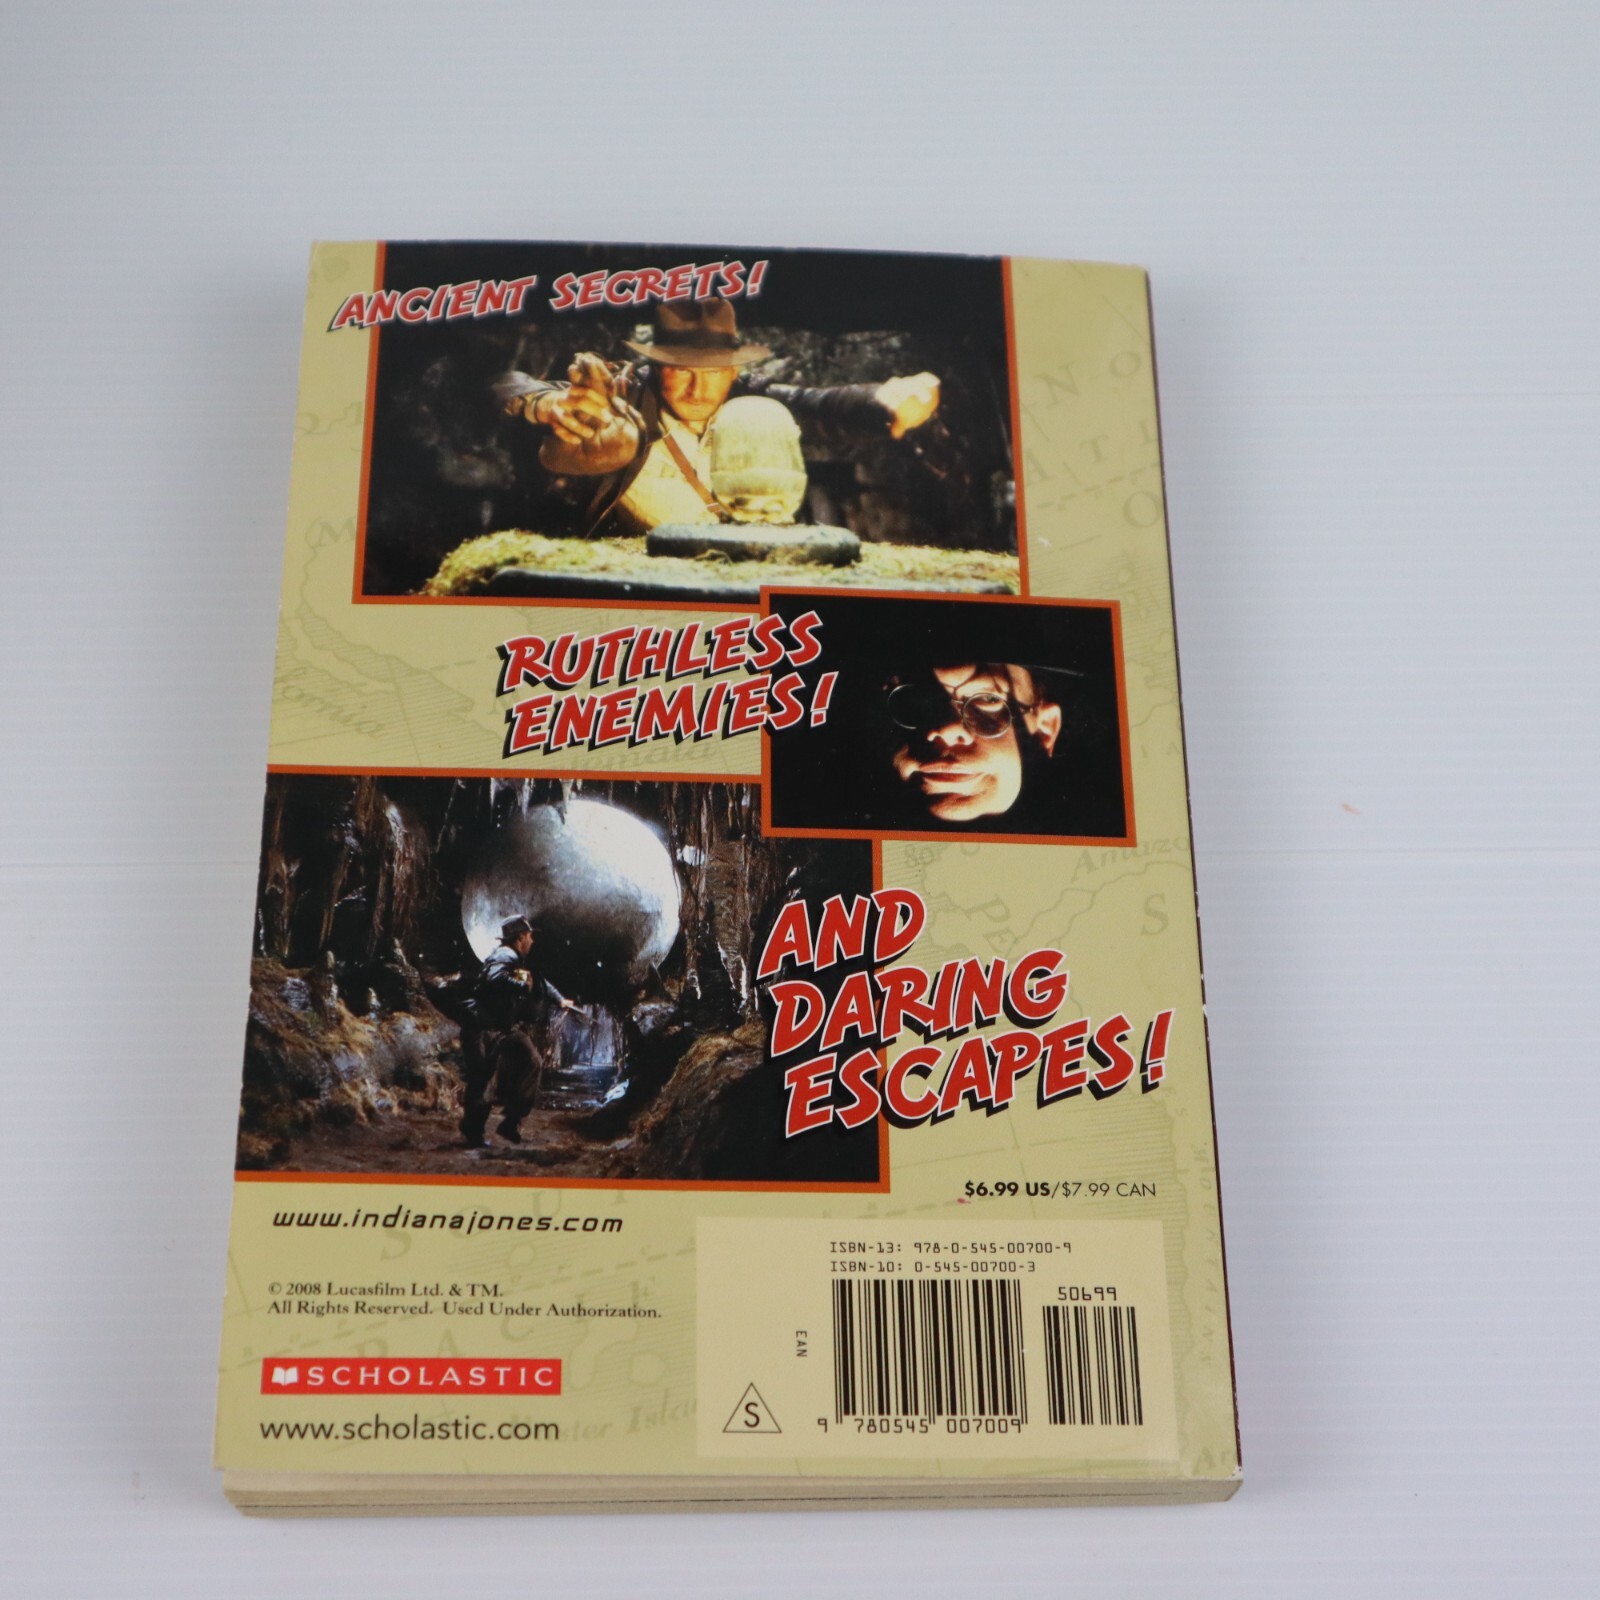 ANCIENT SECRETS!
RUTHLESS
ENEMIES!
AND
DARING
ESCAPES!
$6.99 US/$7.99 CAN
www.indianajones.com
© 2008 Lucasfilm Ltd. & TM.
All Rights Reserved. Used Under Authorization.
SCHOLASTIC
www.scholastic.com
ISBN-13: 978-0-545-00700-9
ISBN-10: 0-545-00700-3
50699
EAN
S
9 780545 007009